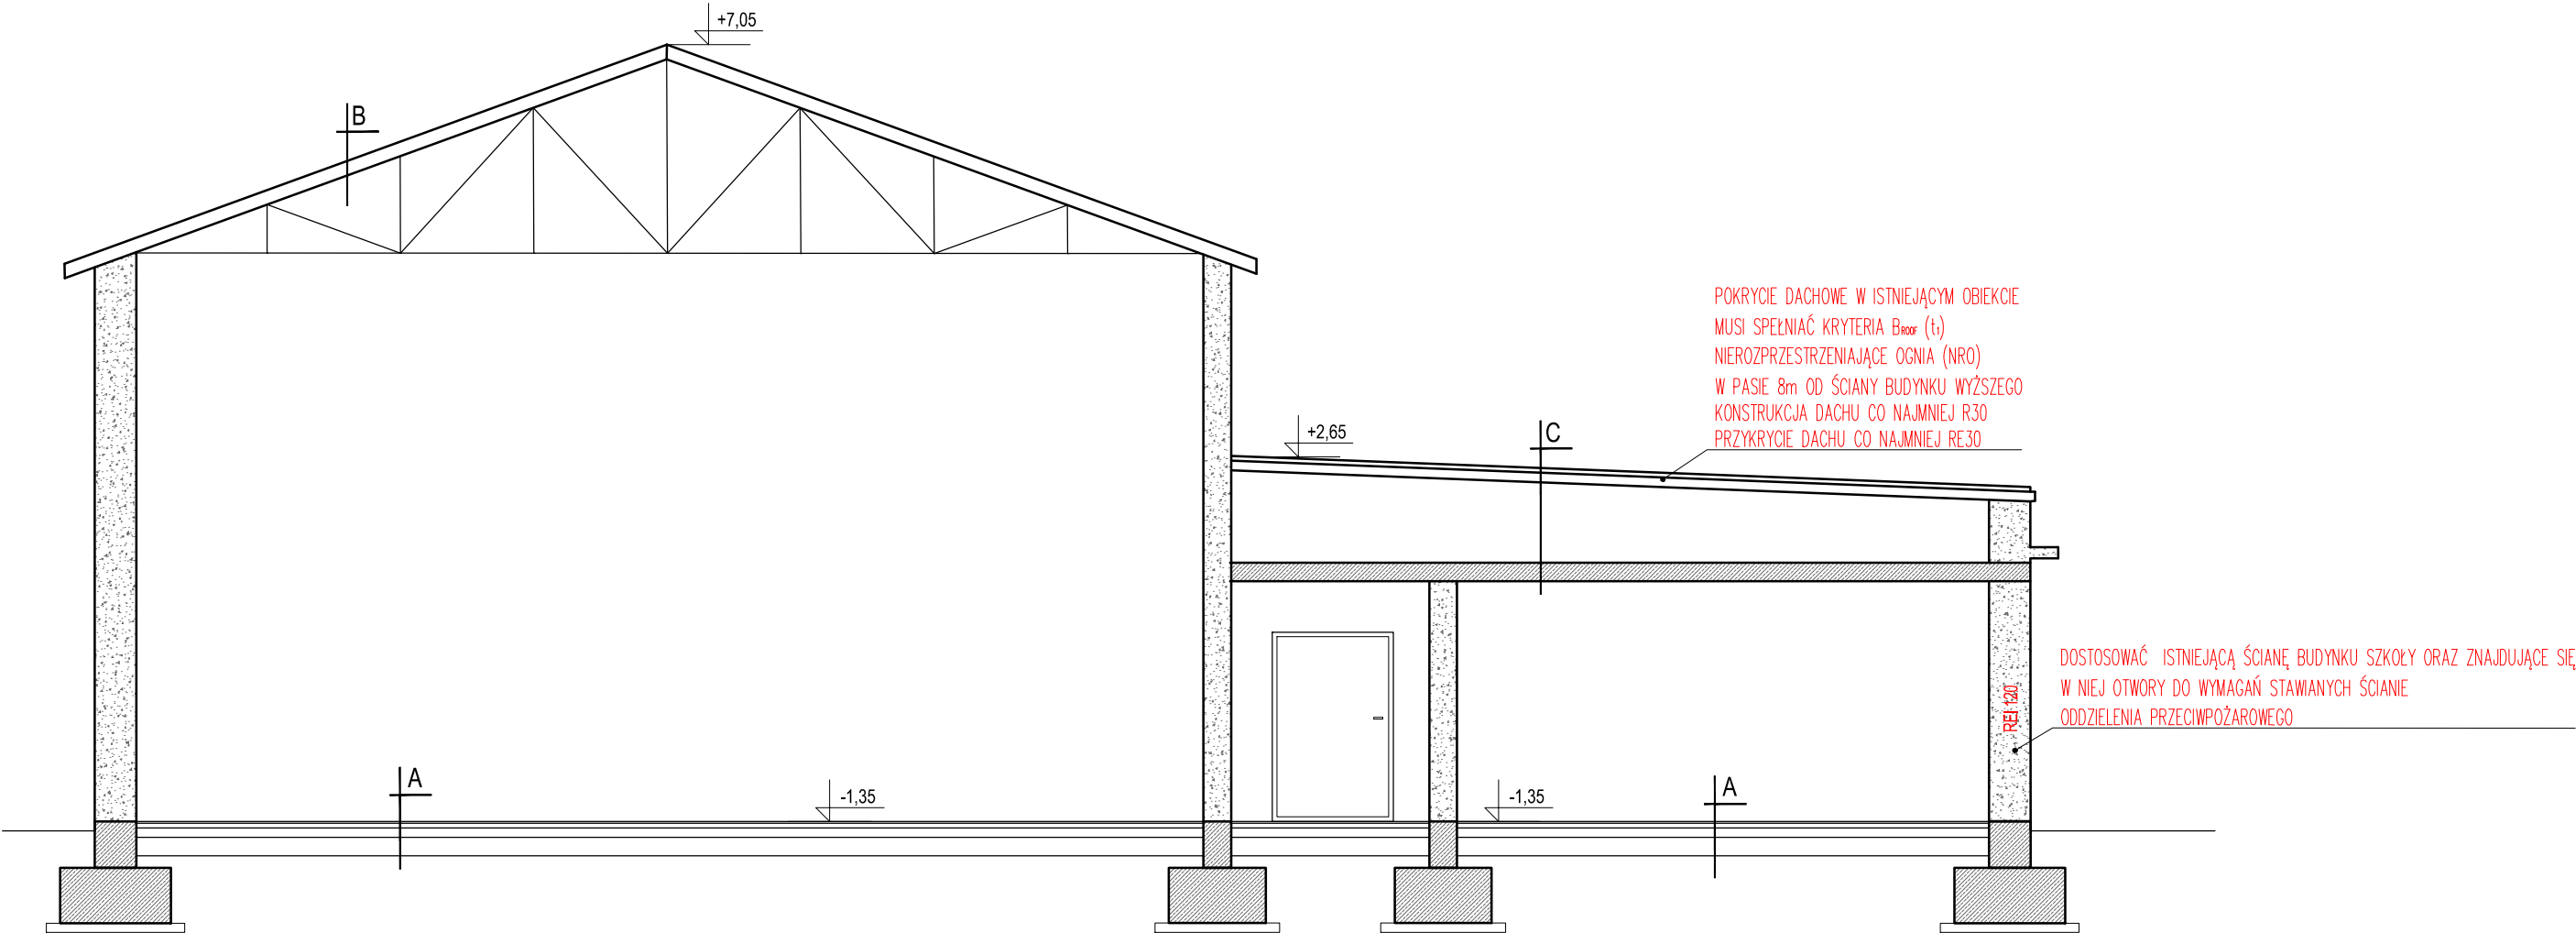 +7,05
B
POKRYCIE DACHOWE W ISTNIEJĄCYM OBIEKCIE
MUSI SPEŁNIAĆ KRYTERIA BROOF (t1)
NIEROZPRZESTRZENIAJĄCE OGNIA (NRO)
W PASIE 8m OD ŚCIANY BUDYNKU WYŻSZEGO
KONSTRUKCJA DACHU CO NAJMNIEJ R30
PRZYKRYCIE DACHU CO NAJMNIEJ RE30
+2,65
C
DOSTOSOWAĆ ISTNIEJĄCĄ ŚCIANĘ BUDYNKU SZKOŁY ORAZ ZNAJDUJĄCE SIĘ
W NIEJ OTWORY DO WYMAGAŃ STAWIANYCH ŚCIANIE
ODDZIELENIA PRZECIWPOŻAROWEGO
REI 120
A
-1,35
-1,35
A